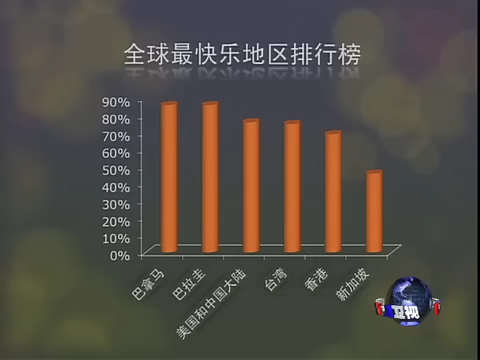 全球最快乐地区排行榜
90%
80%
70%
60%
50%
40%
30%
20%
10%
0%
巴拿马
巴拉圭
美国和中国大陆
台湾
香港
新加坡
卫视